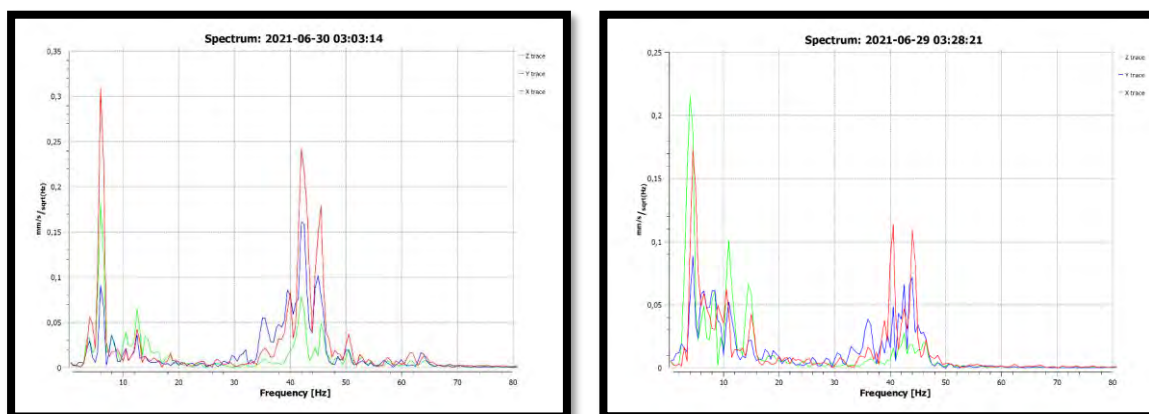 Spectrum: 2021-06-30 03:03:14
0,35
0,3
0,25
0,2
0,15
0,1
0,05
0
mm/s/sqrt(Hz)
Z trace
Y trace
X trace
10
20
30
40
50
60
70
80
Frequency [Hz]
Spectrum: 2021-06-29 03:28:21
0,25
0,2
0,15
0,1
0,05
0
mm/s/sqrt(Hz)
Z trace
Y trace
X trace
10
20
30
40
50
60
70
80
Frequency [Hz]